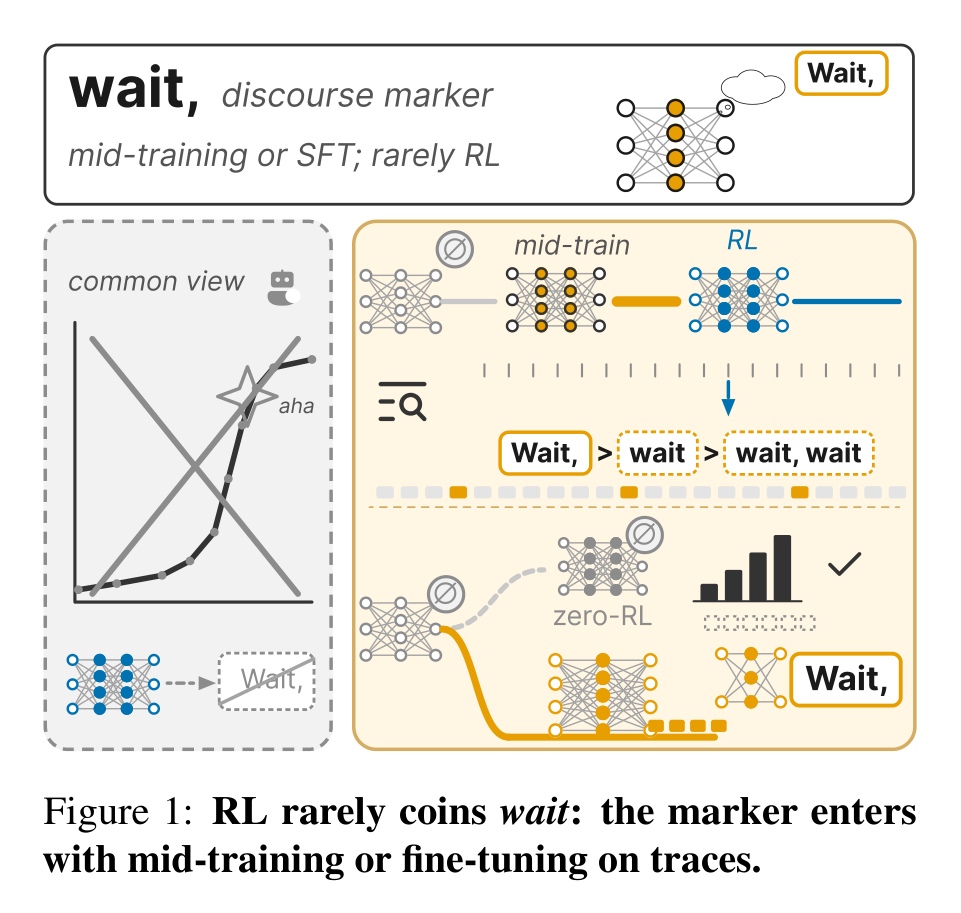 wait, discourse marker
Wait,
mid-training or SFT; rarely RL
common view
aha
Wait,
mid-train
RL
Wait, > wait > wait, wait
zero-RL
Wait,
Figure 1: RL rarely coins wait: the marker enters
with mid-training or fine-tuning on traces.